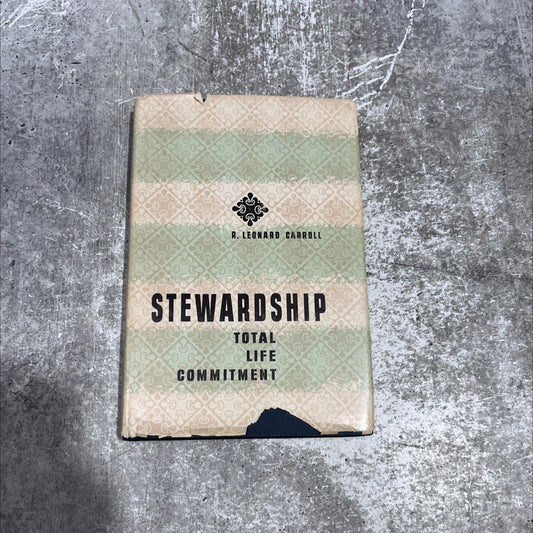 R. LEONARD CARROLL
STEWARDSHIP
TOTAL
LIFE
COMMITMENT